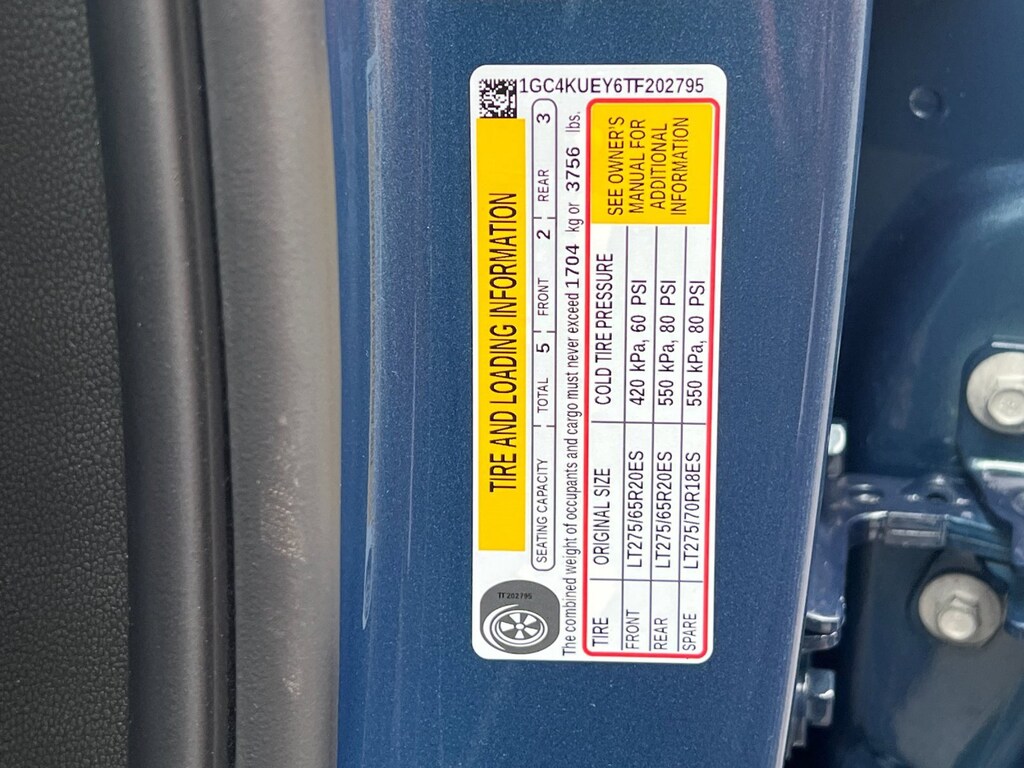 1GC4KUEY6TF202795
TIRE AND LOADING INFORMATION
TF202795
SEATING CAPACITY TOTAL 5 FRONT 2 REAR 3
The combined weight of occupants and cargo must never exceed 1704 kg or 3756 lbs.
TIRE ORIGINAL SIZE COLD TIRE PRESSURE
FRONT LT275/65R20ES 420 kPa, 60 PSI
REAR LT275/65R20ES 550 kPa, 80 PSI
SPARE LT275/70R18ES 550 kPa, 80 PSI
SEE OWNER'S
MANUAL FOR
ADDITIONAL
INFORMATION